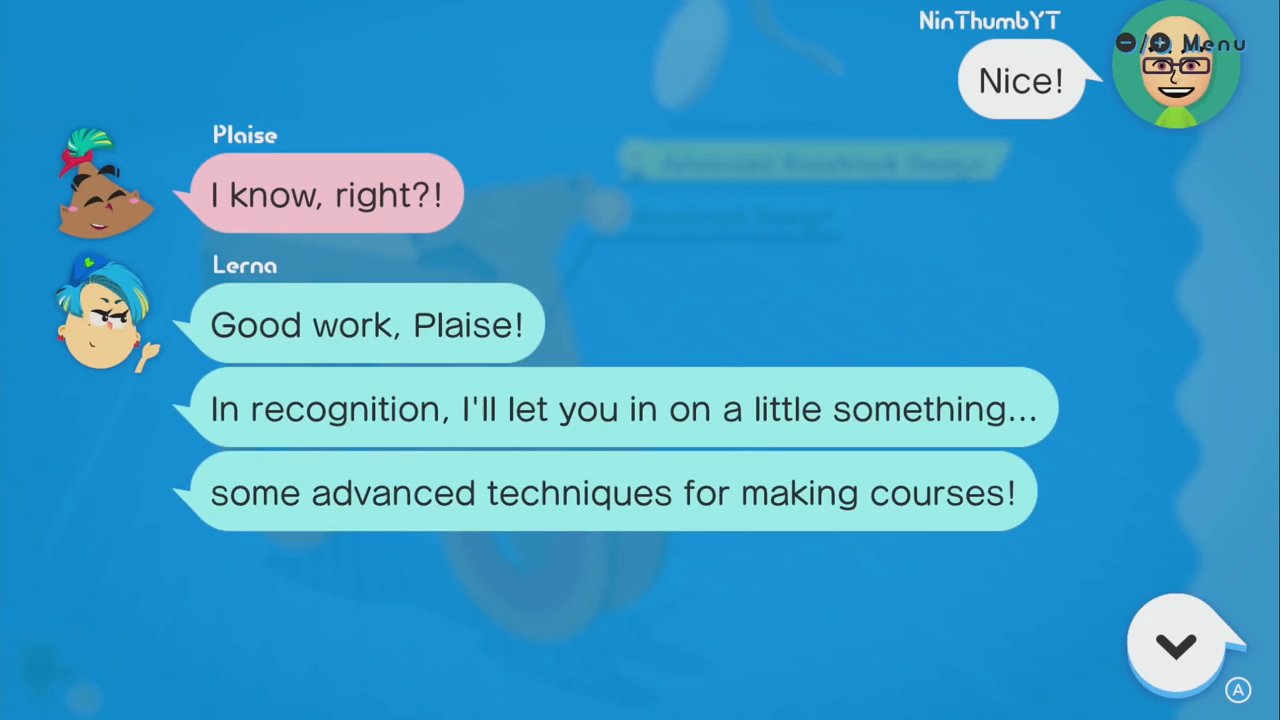 NinThumbYT
-/+ Menu
Nice!
Plaise
I know, right?!
Lerna
Good work, Plaise!
In recognition, I'll let you in on a little something...
some advanced techniques for making courses!
A